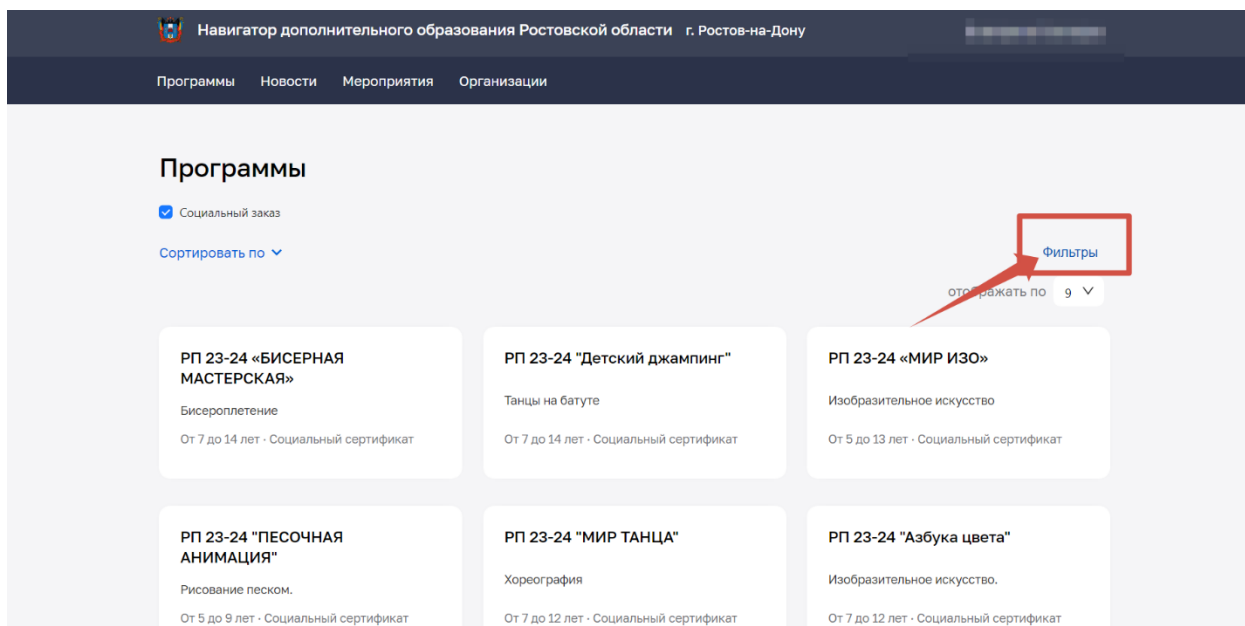 Навигатор дополнительного образования Ростовской области г. Ростов-на-Дону
Программы Новости Мероприятия Организации
Программы
Социальный заказ
Сортировать по
Фильтры
отображать по 9
РП 23-24 «БИСЕРНАЯ
МАСТЕРСКАЯ»
Бисероплетение
От 7 до 14 лет · Социальный сертификат
РП 23-24 "Детский джампинг"
Танцы на батуте
От 7 до 14 лет · Социальный сертификат
РП 23-24 «МИР ИЗО»
Изобразительное искусство
От 5 до 13 лет · Социальный сертификат
РП 23-24 "ПЕСОЧНАЯ
АНИМАЦИЯ"
Рисование песком.
От 5 до 9 лет · Социальный сертификат
РП 23-24 "МИР ТАНЦА"
Хореография
От 7 до 12 лет · Социальный сертификат
РП 23-24 "Азбука цвета"
Изобразительное искусство.
От 7 до 12 лет · Социальный сертификат